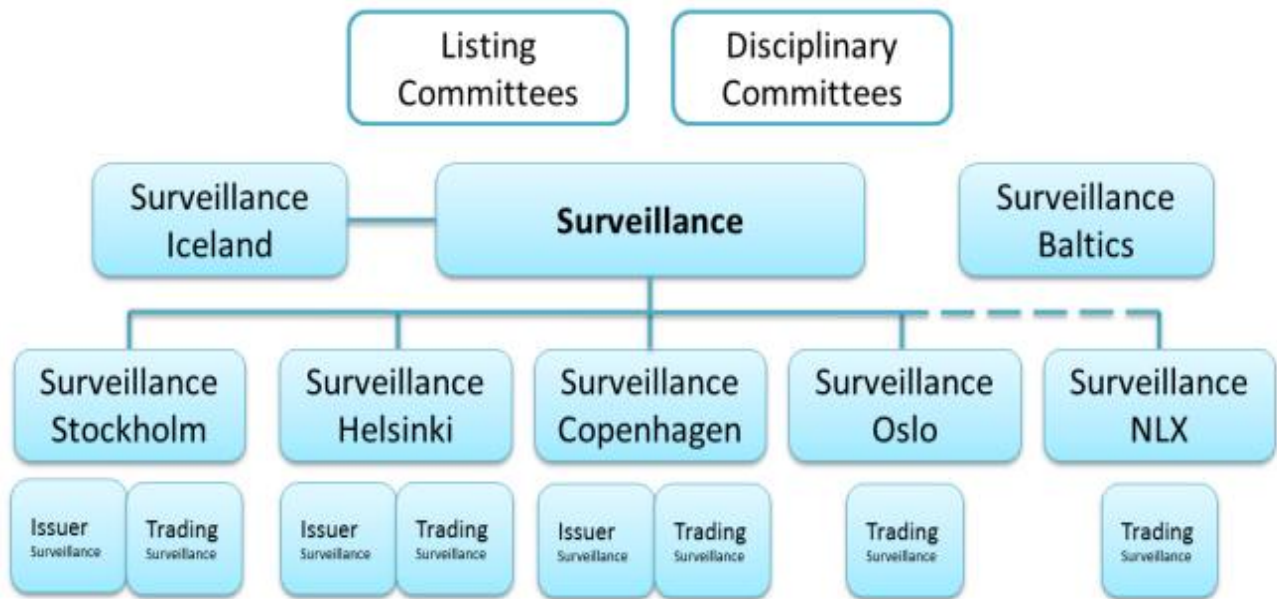 Listing
Committees
Disciplinary
Committees
Surveillance
Iceland
Surveillance
Surveillance
Baltics
Surveillance
Stockholm
Surveillance
Helsinki
Surveillance
Copenhagen
Surveillance
Oslo
Surveillance
NLX
Issuer
Surveillance
Trading
Surveillance
Issuer
Surveillance
Trading
Surveillance
Issuer
Surveillance
Trading
Surveillance
Trading
Surveillance
Trading
Surveillance